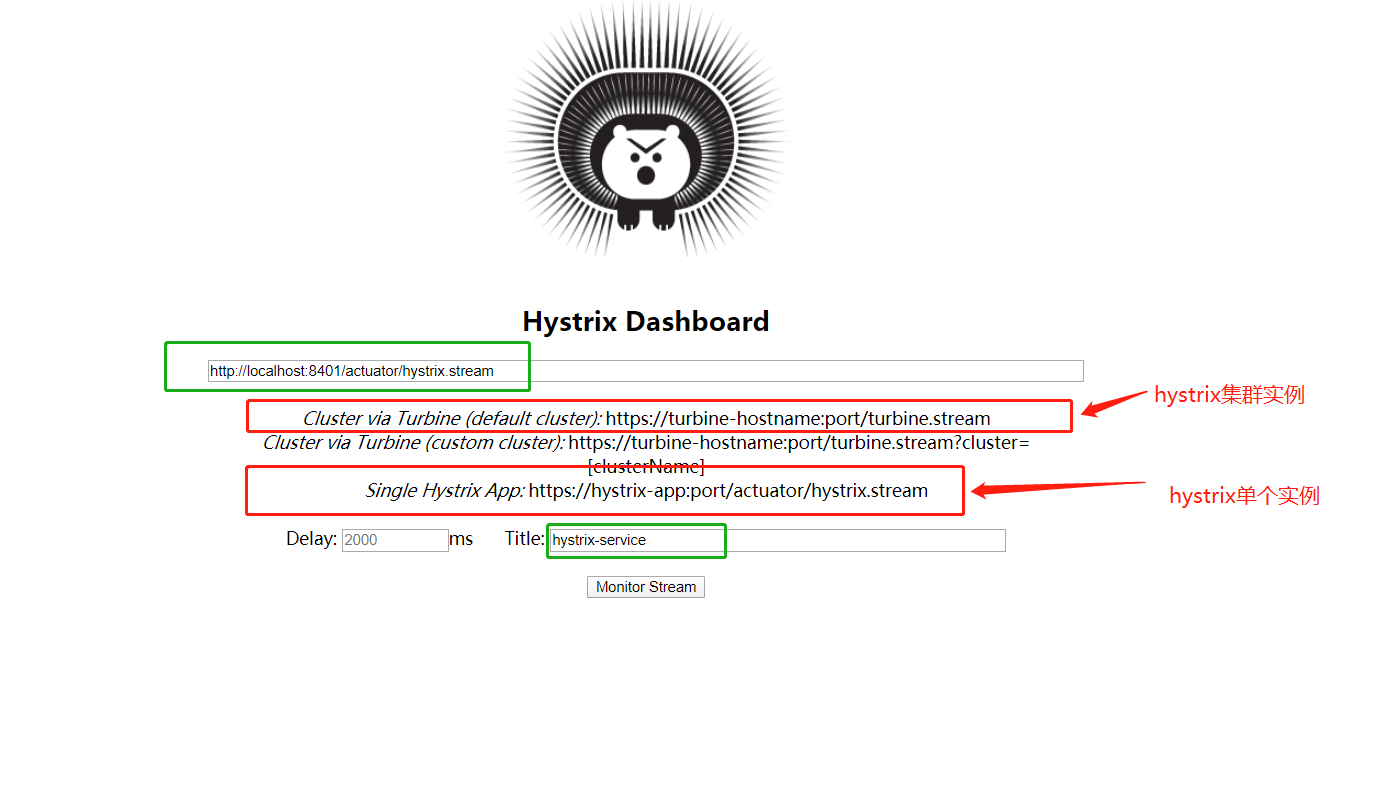 Hystrix Dashboard
http://localhost:8401/actuator/hystrix.stream
hystrix集群实例
Cluster via Turbine (default cluster): https://turbine-hostname:port/turbine.stream
Cluster via Turbine (custom cluster): https://turbine-hostname:port/turbine.stream?cluster=
[clusterName]
Single Hystrix App: https://hystrix-app:port/actuator/hystrix.stream
hystrix单个实例
Delay: 2000 ms Title: hystrix-service
Monitor Stream